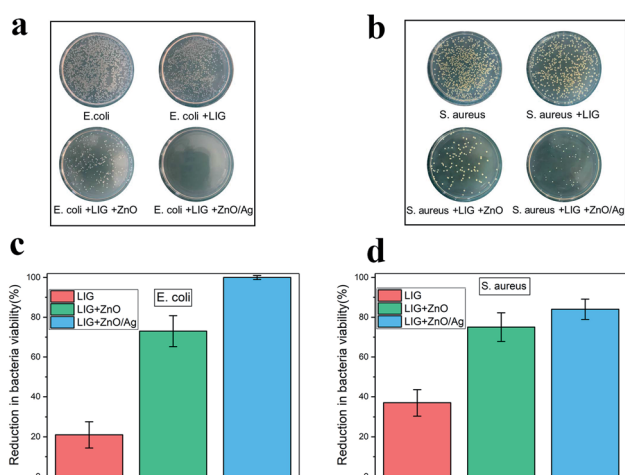 a
E.coli
E. coli +LIG
E. coli +LIG +ZnO
E. coli +LIG +ZnO/Ag
b
S. aureus
S. aureus +LIG
S. aureus +LIG +ZnO
S. aureus +LIG +ZnO/Ag
c
Reduction in bacteria viability(%)
100
80
60
40
20
0
LIG
LIG+ZnO
LIG+ZnO/Ag
E. coli
d
Reduction in bacteria viability(%)
100
80
60
40
20
0
LIG
LIG+ZnO
LIG+ZnO/Ag
S. aureus